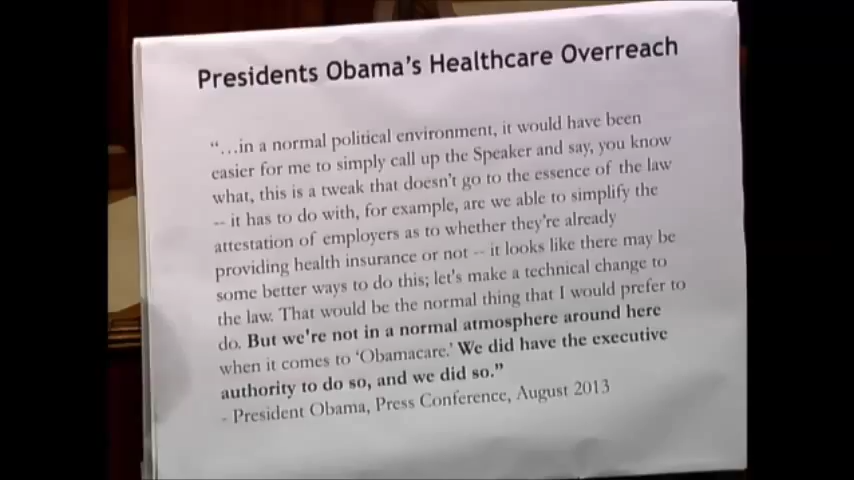 Presidents Obama's Healthcare Overreach
“…in a normal political environment, it would have been
easier for me to simply call up the Speaker and say, you know
what, this is a tweak that doesn't go to the essence of the law
-- it has to do with, for example, are we able to simplify the
attestation of employers as to whether they're already
providing health insurance or not -- it looks like there may be
some better ways to do this; let's make a technical change to
the law. That would be the normal thing that I would prefer to
do. But we're not in a normal atmosphere around here
when it comes to ‘Obamacare.’ We did have the executive
authority to do so, and we did so.”
- President Obama, Press Conference, August 2013